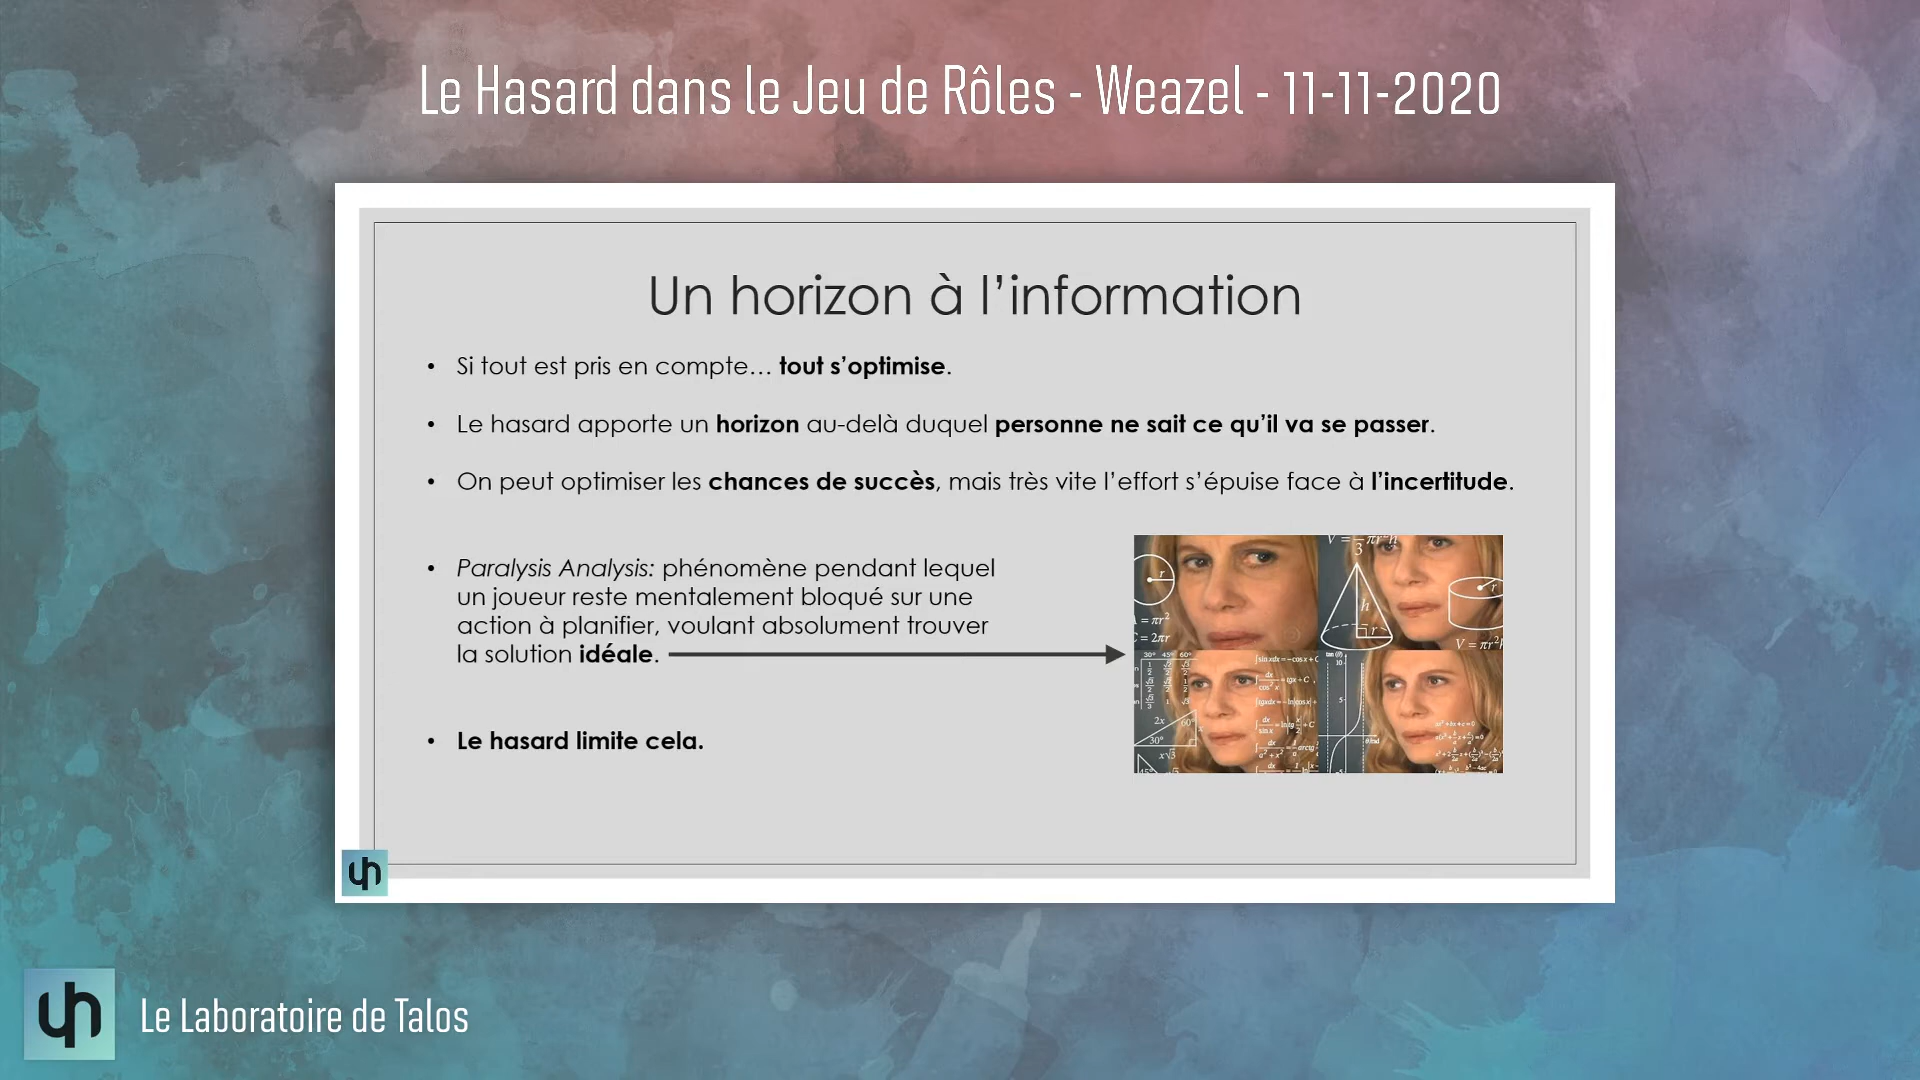 Le Hasard dans le Jeu de Rôles - Weazel - 11-11-2020
Un horizon à l’information
• Si tout est pris en compte… tout s’optimise.
• Le hasard apporte un horizon au-delà duquel personne ne sait ce qu’il va se passer.
• On peut optimiser les chances de succès, mais très vite l’effort s’épuise face à l’incertitude.
• Paralysis Analysis: phénomène pendant lequel
un joueur reste mentalement bloqué sur une
action à planifier, voulant absolument trouver
la solution idéale.
• Le hasard limite cela.
Le Laboratoire de Talos